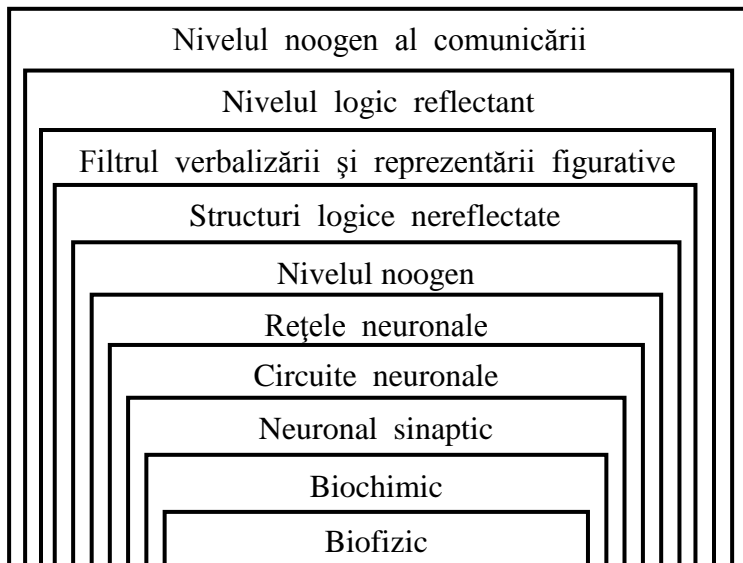 Nivelul noogen al comunicării
Nivelul logic reflectant
Filtrul verbalizării şi reprezentării figurative
Structuri logice nereflectate
Nivelul noogen
Reţele neuronale
Circuite neuronale
Neuronal sinaptic
Biochimic
Biofizic